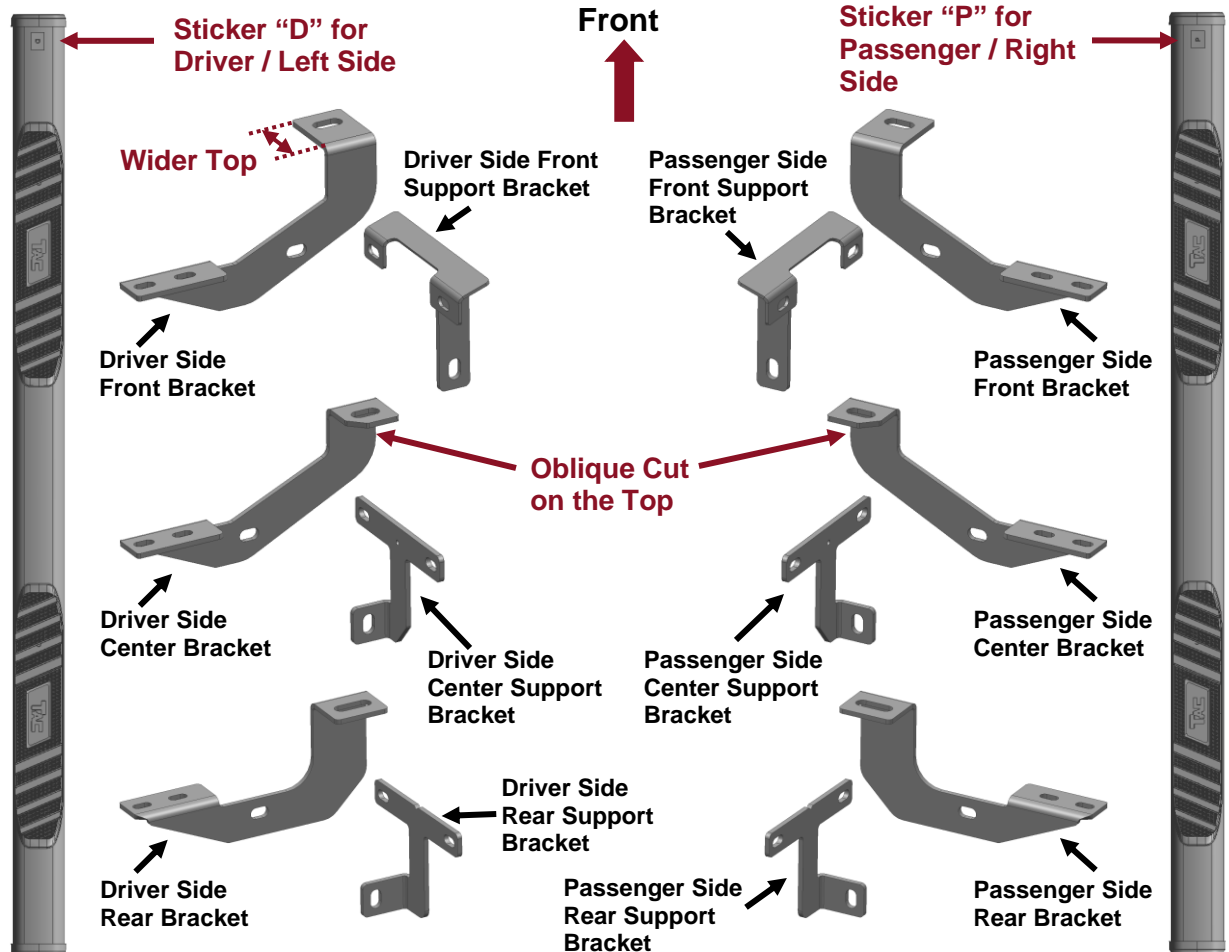 Sticker “D” for
Driver / Left Side
Front
Sticker “P” for
Passenger / Right
Side
Wider Top
Driver Side Front
Support Bracket
Passenger Side
Front Support
Bracket
TAC
TAC
Driver Side
Front Bracket
Passenger Side
Front Bracket
Oblique Cut
on the Top
Driver Side
Center Bracket
Driver Side
Center Support
Bracket
Passenger Side
Center Support
Bracket
Passenger Side
Center Bracket
TAC
TAC
Driver Side
Rear Support
Bracket
Driver Side
Rear Bracket
Passenger Side
Rear Support
Bracket
Passenger Side
Rear Bracket